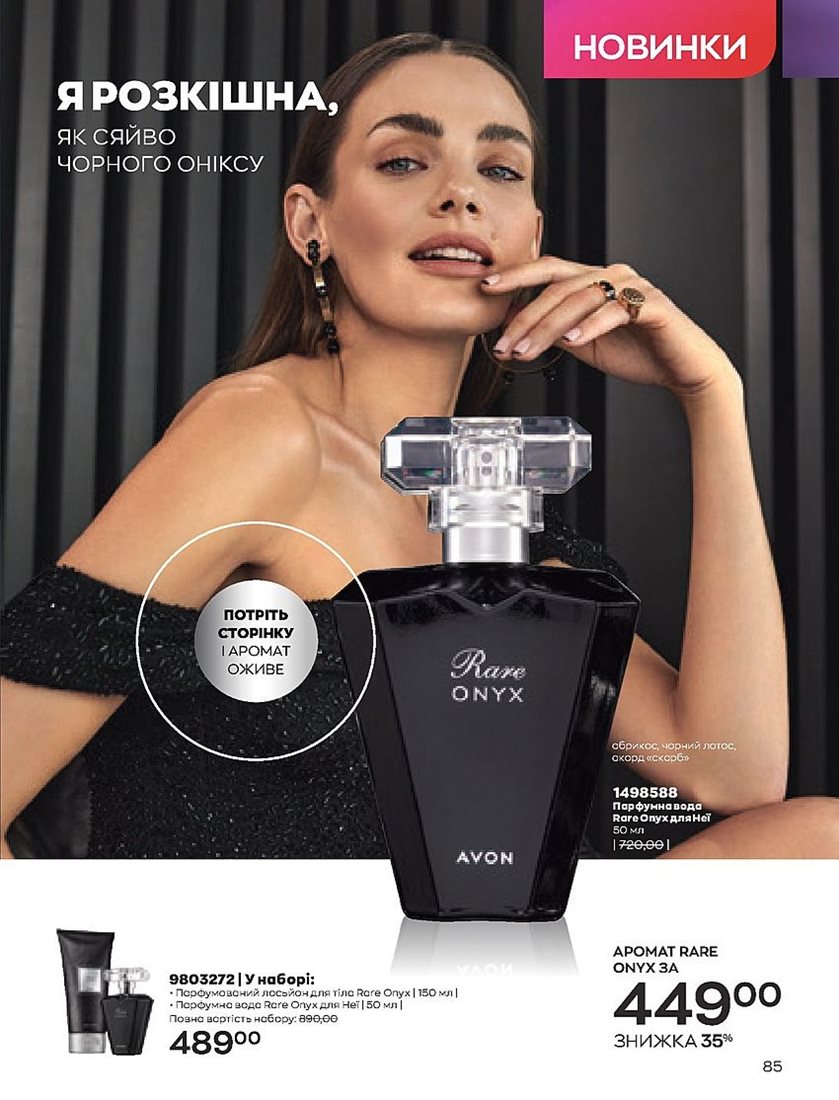 НОВИНКИ
Я РОЗКІШНА,
ЯК СЯЙВО
ЧОРНОГО ОНІКСУ
ПОТРІТЬ
СТОРІНКУ
І АРОМАТ
ОЖИВЕ
Rare
ONYX
AVON
абрикос, чорний лотос,
акорд «скарб»
1498588
Парфумна вода
Rare Onyx для Неї
50 мл
| 720,00 |
9803272 | У наборі:
• Парфумований лосьйон для тіла Rare Onyx | 150 мл |
• Парфумна вода Rare Onyx для Неї | 50 мл |
Повна вартість набору: 890,00
48900
АРОМАТ RARE
ONYX ЗА
44900
ЗНИЖКА 35%
85